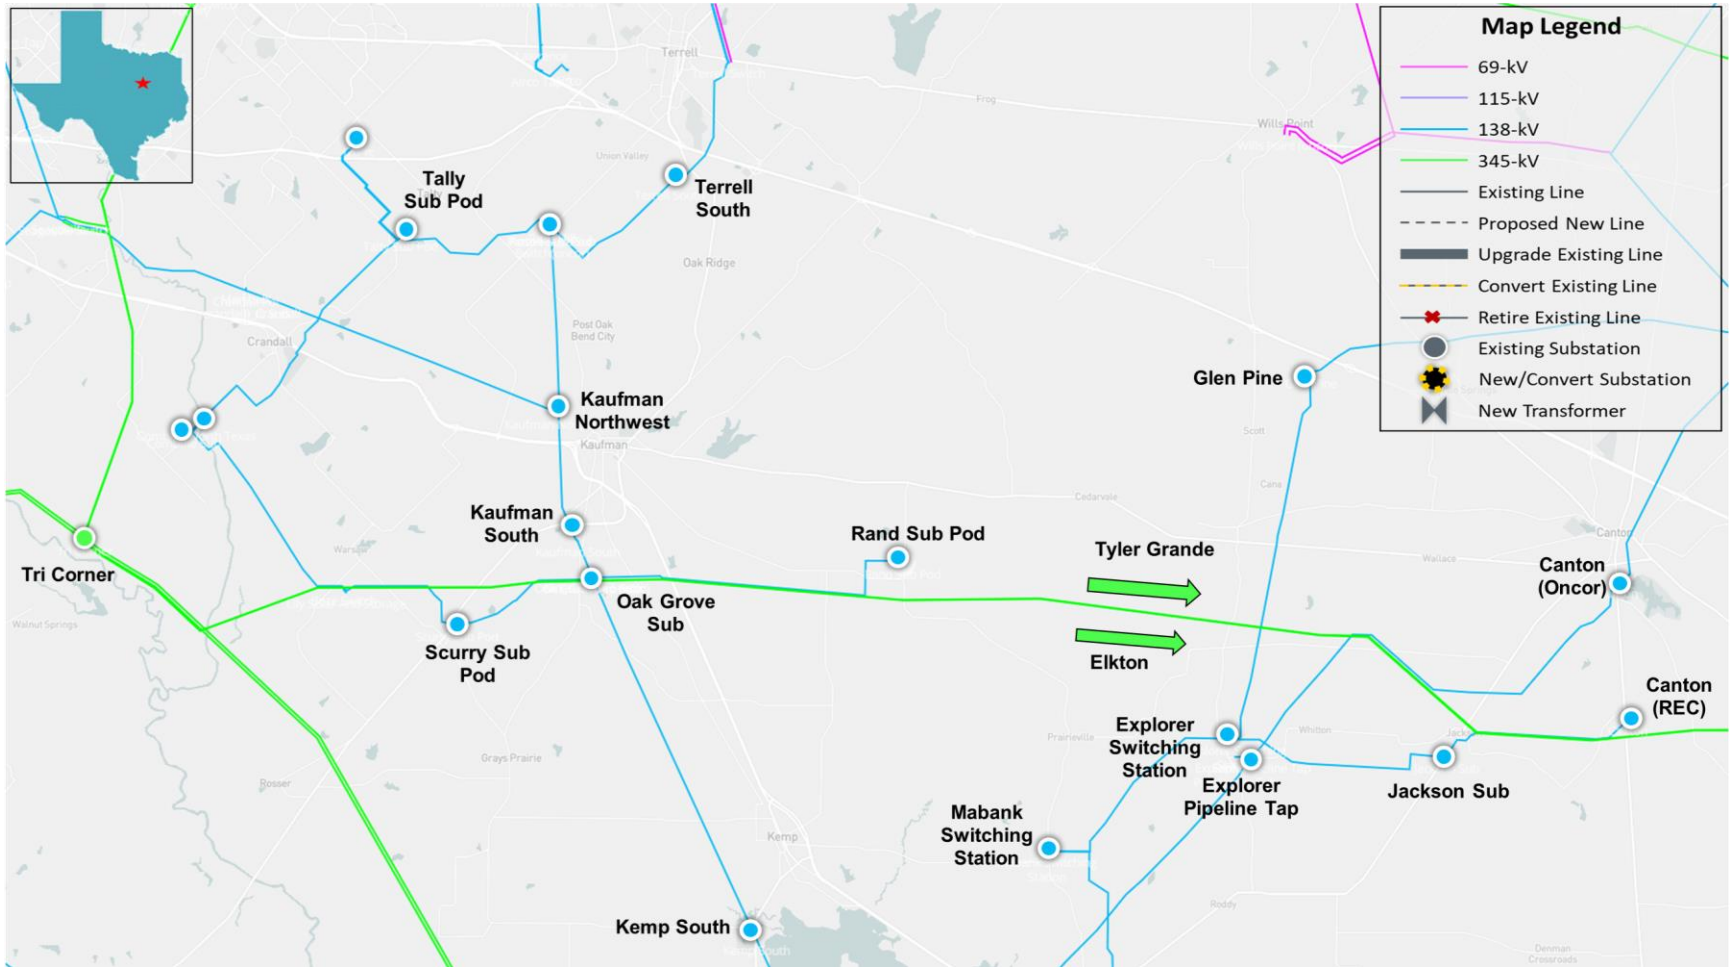 Map Legend
69-kV
115-kV
138-kV
345-kV
Existing Line
Proposed New Line
Upgrade Existing Line
Convert Existing Line
Retire Existing Line
Existing Substation
New/Convert Substation
New Transformer
Terrell
Frog
Wills Point
Union Valley
Tally
Sub Pod
Terrell
South
Oak Ridge
Post Oak
Bend City
Crandall
Glen Pine
Kaufman
Northwest
Kaufman
Scott
Cana
Cedarvale
Kaufman
South
Rand Sub Pod
Tyler Grande
Canton
Wallace
Canton
(Oncor)
Tri Corner
Warsaw
Walnut Springs
Oak Grove
Sub
Scurry Sub
Pod
Elkton
Canton
(REC)
Explorer
Switching
Station
Prairieville
Whitton
Grays Prairie
Rosser
Explorer
Pipeline Tap
Jackson Sub
Mabank
Switching
Station
Kemp
Kemp South
Roddy
Denman
Crossroads